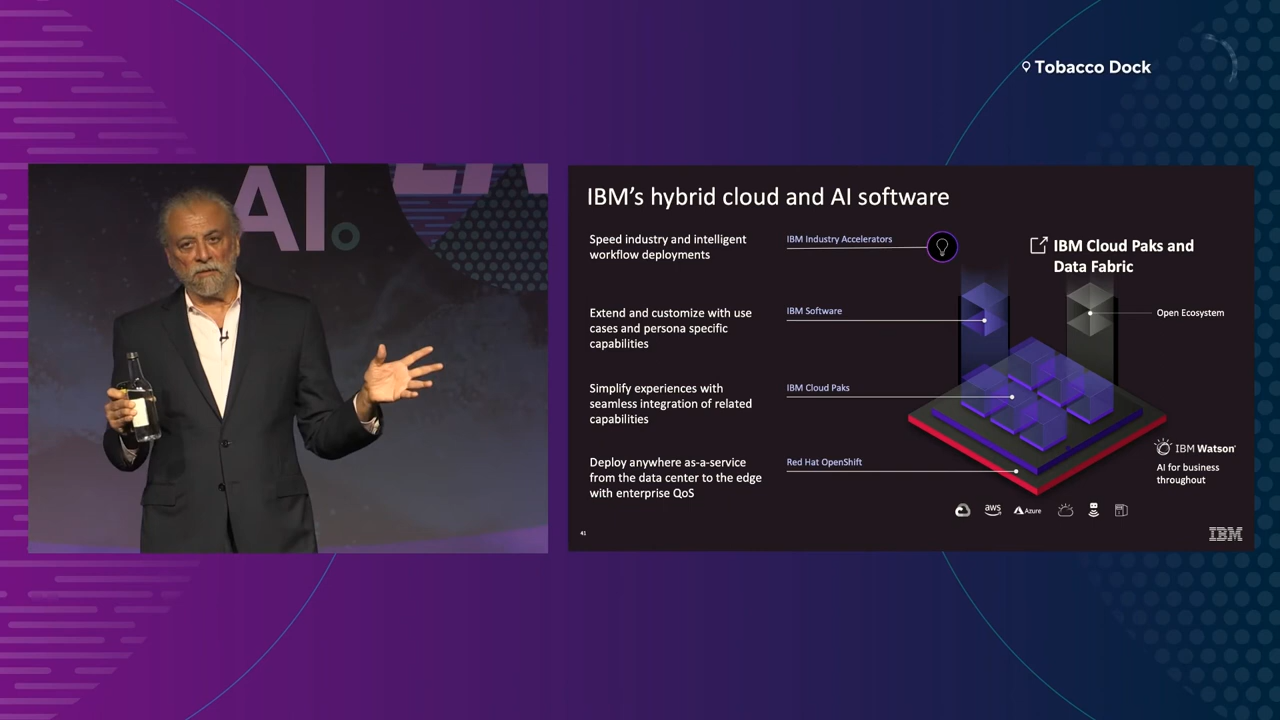 Tobacco Dock
AI
IBM's hybrid cloud and AI software
Speed industry and intelligent
workflow deployments
IBM Industry Accelerators
IBM Cloud Paks and
Data Fabric
Extend and customize with use
cases and persona specific
capabilities
IBM Software
Open Ecosystem
Simplify experiences with
seamless integration of related
capabilities
IBM Cloud Paks
Deploy anywhere as-a-service
from the data center to the edge
with enterprise QoS
Red Hat OpenShift
IBM Watson
AI for business
throughout
aws
Azure
41
IBM